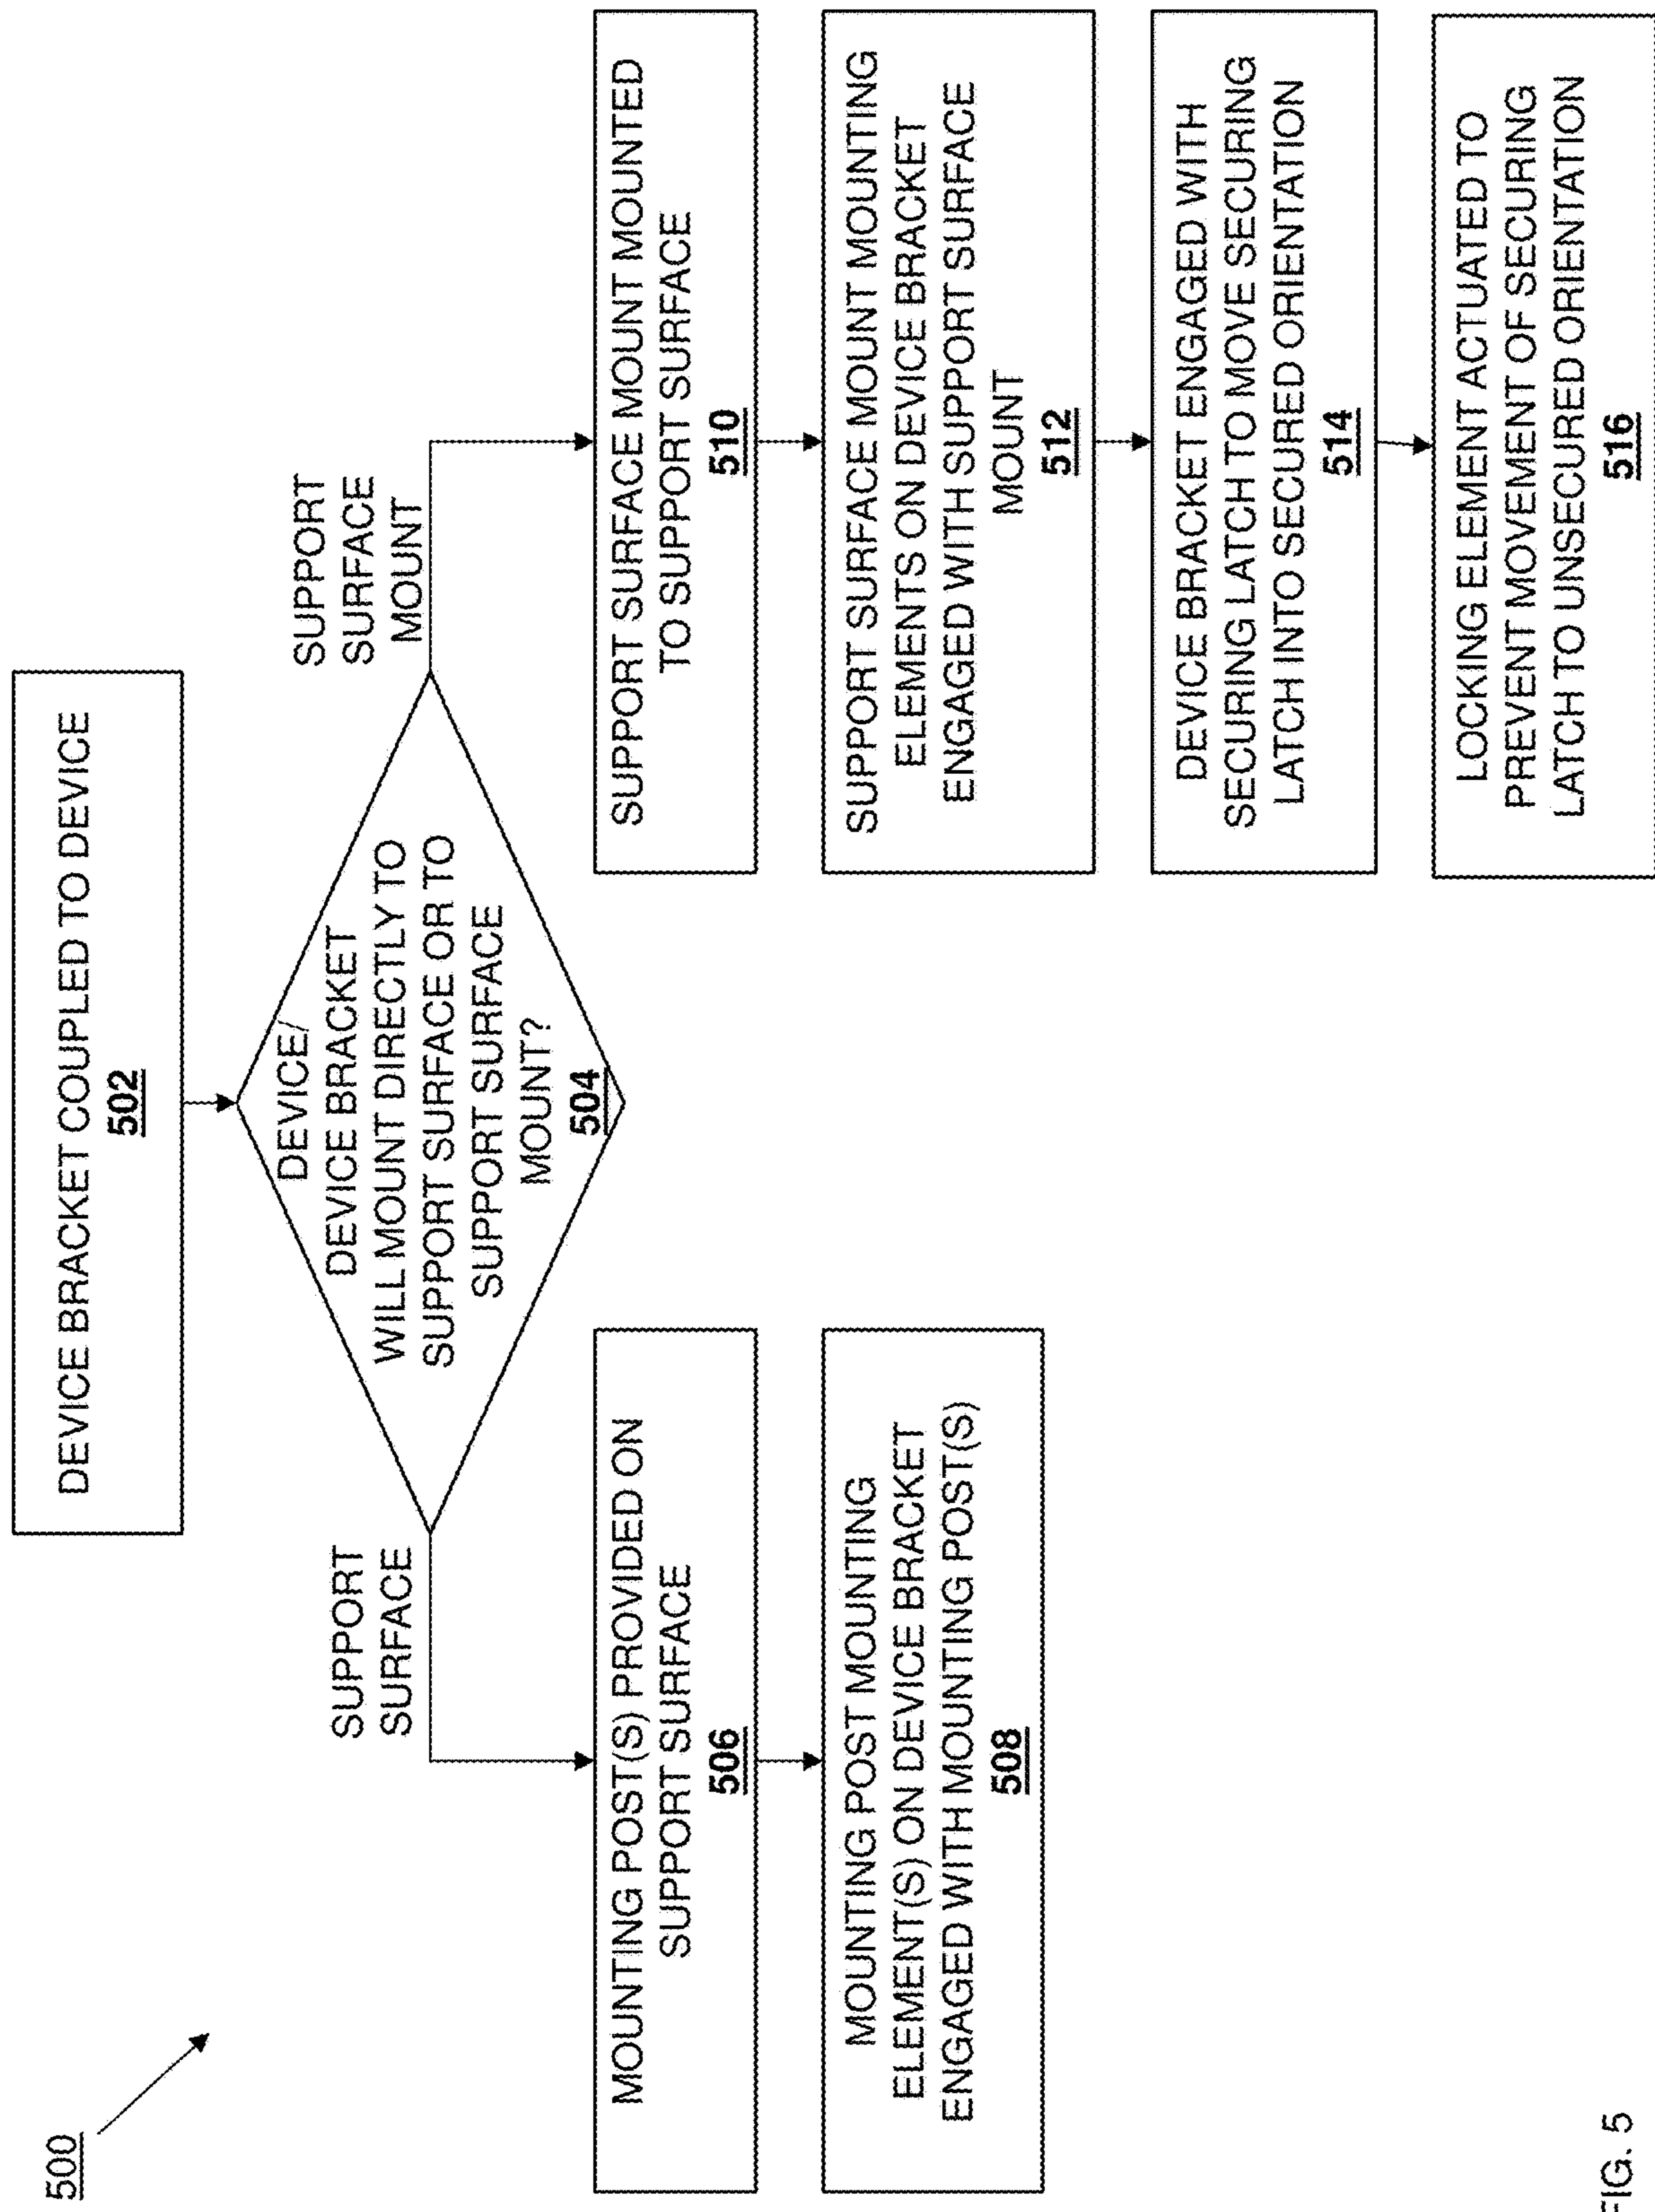 500
DEVICE BRACKET COUPLED TO DEVICE
502
DEVICE/
DEVICE BRACKET
WILL MOUNT DIRECTLY TO
SUPPORT SURFACE OR TO
SUPPORT SURFACE
MOUNT?
504
SUPPORT
SURFACE
MOUNTING POST(S) PROVIDED ON
SUPPORT SURFACE
506
MOUNTING POST MOUNTING
ELEMENT(S) ON DEVICE BRACKET
ENGAGED WITH MOUNTING POST(S)
508
SUPPORT
SURFACE
MOUNT
SUPPORT SURFACE MOUNT MOUNTED
TO SUPPORT SURFACE
510
SUPPORT SURFACE MOUNT MOUNTING
ELEMENTS ON DEVICE BRACKET
ENGAGED WITH SUPPORT SURFACE
MOUNT
512
DEVICE BRACKET ENGAGED WITH
SECURING LATCH TO MOVE SECURING
LATCH INTO SECURED ORIENTATION
514
LOCKING ELEMENT ACTUATED TO
PREVENT MOVEMENT OF SECURING
LATCH TO UNSECURED ORIENTATION
516
FIG. 5